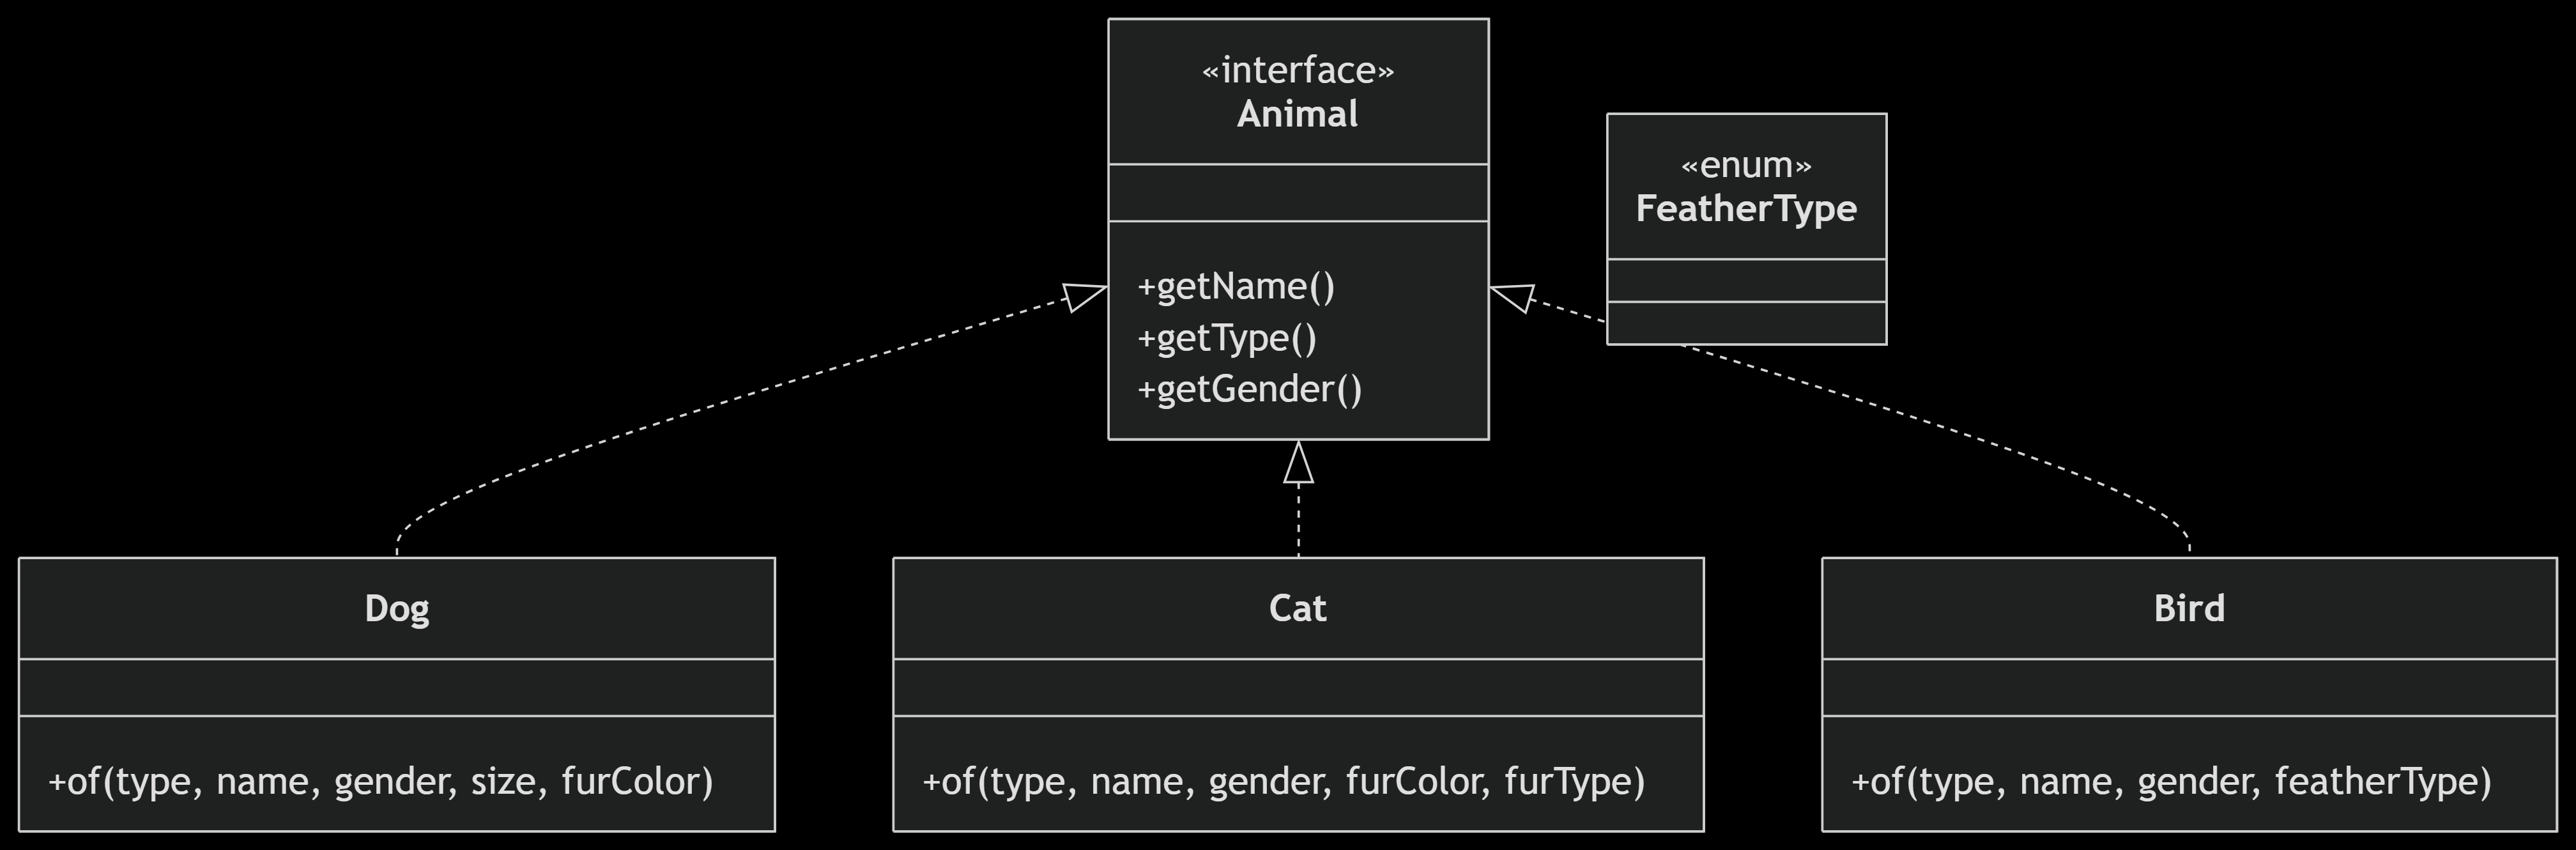 «interface»
Animal
+getName()
+getType()
+getGender()
«enum»
FeatherType
Dog
+of(type, name, gender, size, furColor)
Cat
+of(type, name, gender, furColor, furType)
Bird
+of(type, name, gender, featherType)